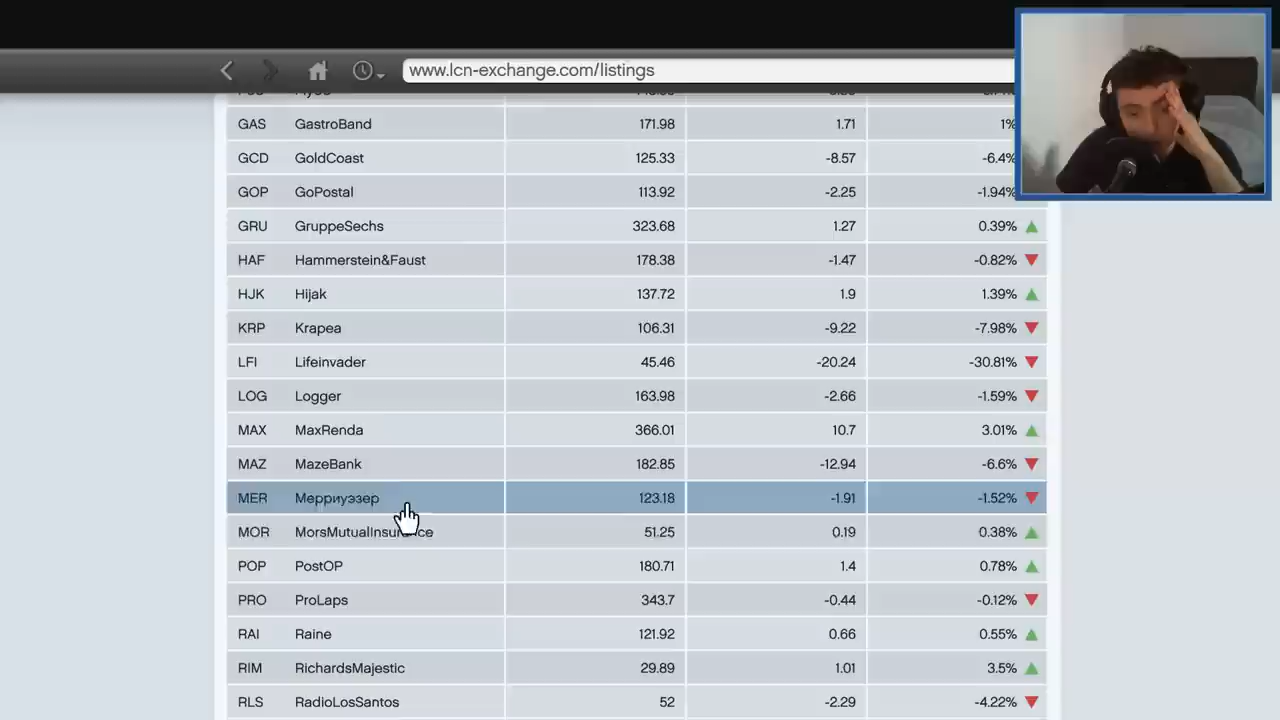 www.lcn-exchange.com/listings
GAS GastroBand 171.98 1.71 1%
GCD GoldCoast 125.33 -8.57 -6.4%
GOP GoPostal 113.92 -2.25 -1.94%
GRU GruppeSechs 323.68 1.27 0.39%
HAF Hammerstein&Faust 178.38 -1.47 -0.82%
HJK Hijak 137.72 1.9 1.39%
KRP Krapea 106.31 -9.22 -7.98%
LFI Lifeinvader 45.46 -20.24 -30.81%
LOG Logger 163.98 -2.66 -1.59%
MAX MaxRenda 366.01 10.7 3.01%
MAZ MazeBank 182.85 -12.94 -6.6%
MER Мерриуэзер 123.18 -1.91 -1.52%
MOR MorsMutualInsurance 51.25 0.19 0.38%
POP PostOP 180.71 1.4 0.78%
PRO ProLaps 343.7 -0.44 -0.12%
RAI Raine 121.92 0.66 0.55%
RIM RichardsMajestic 29.89 1.01 3.5%
RLS RadioLosSantos 52 -2.29 -4.22%